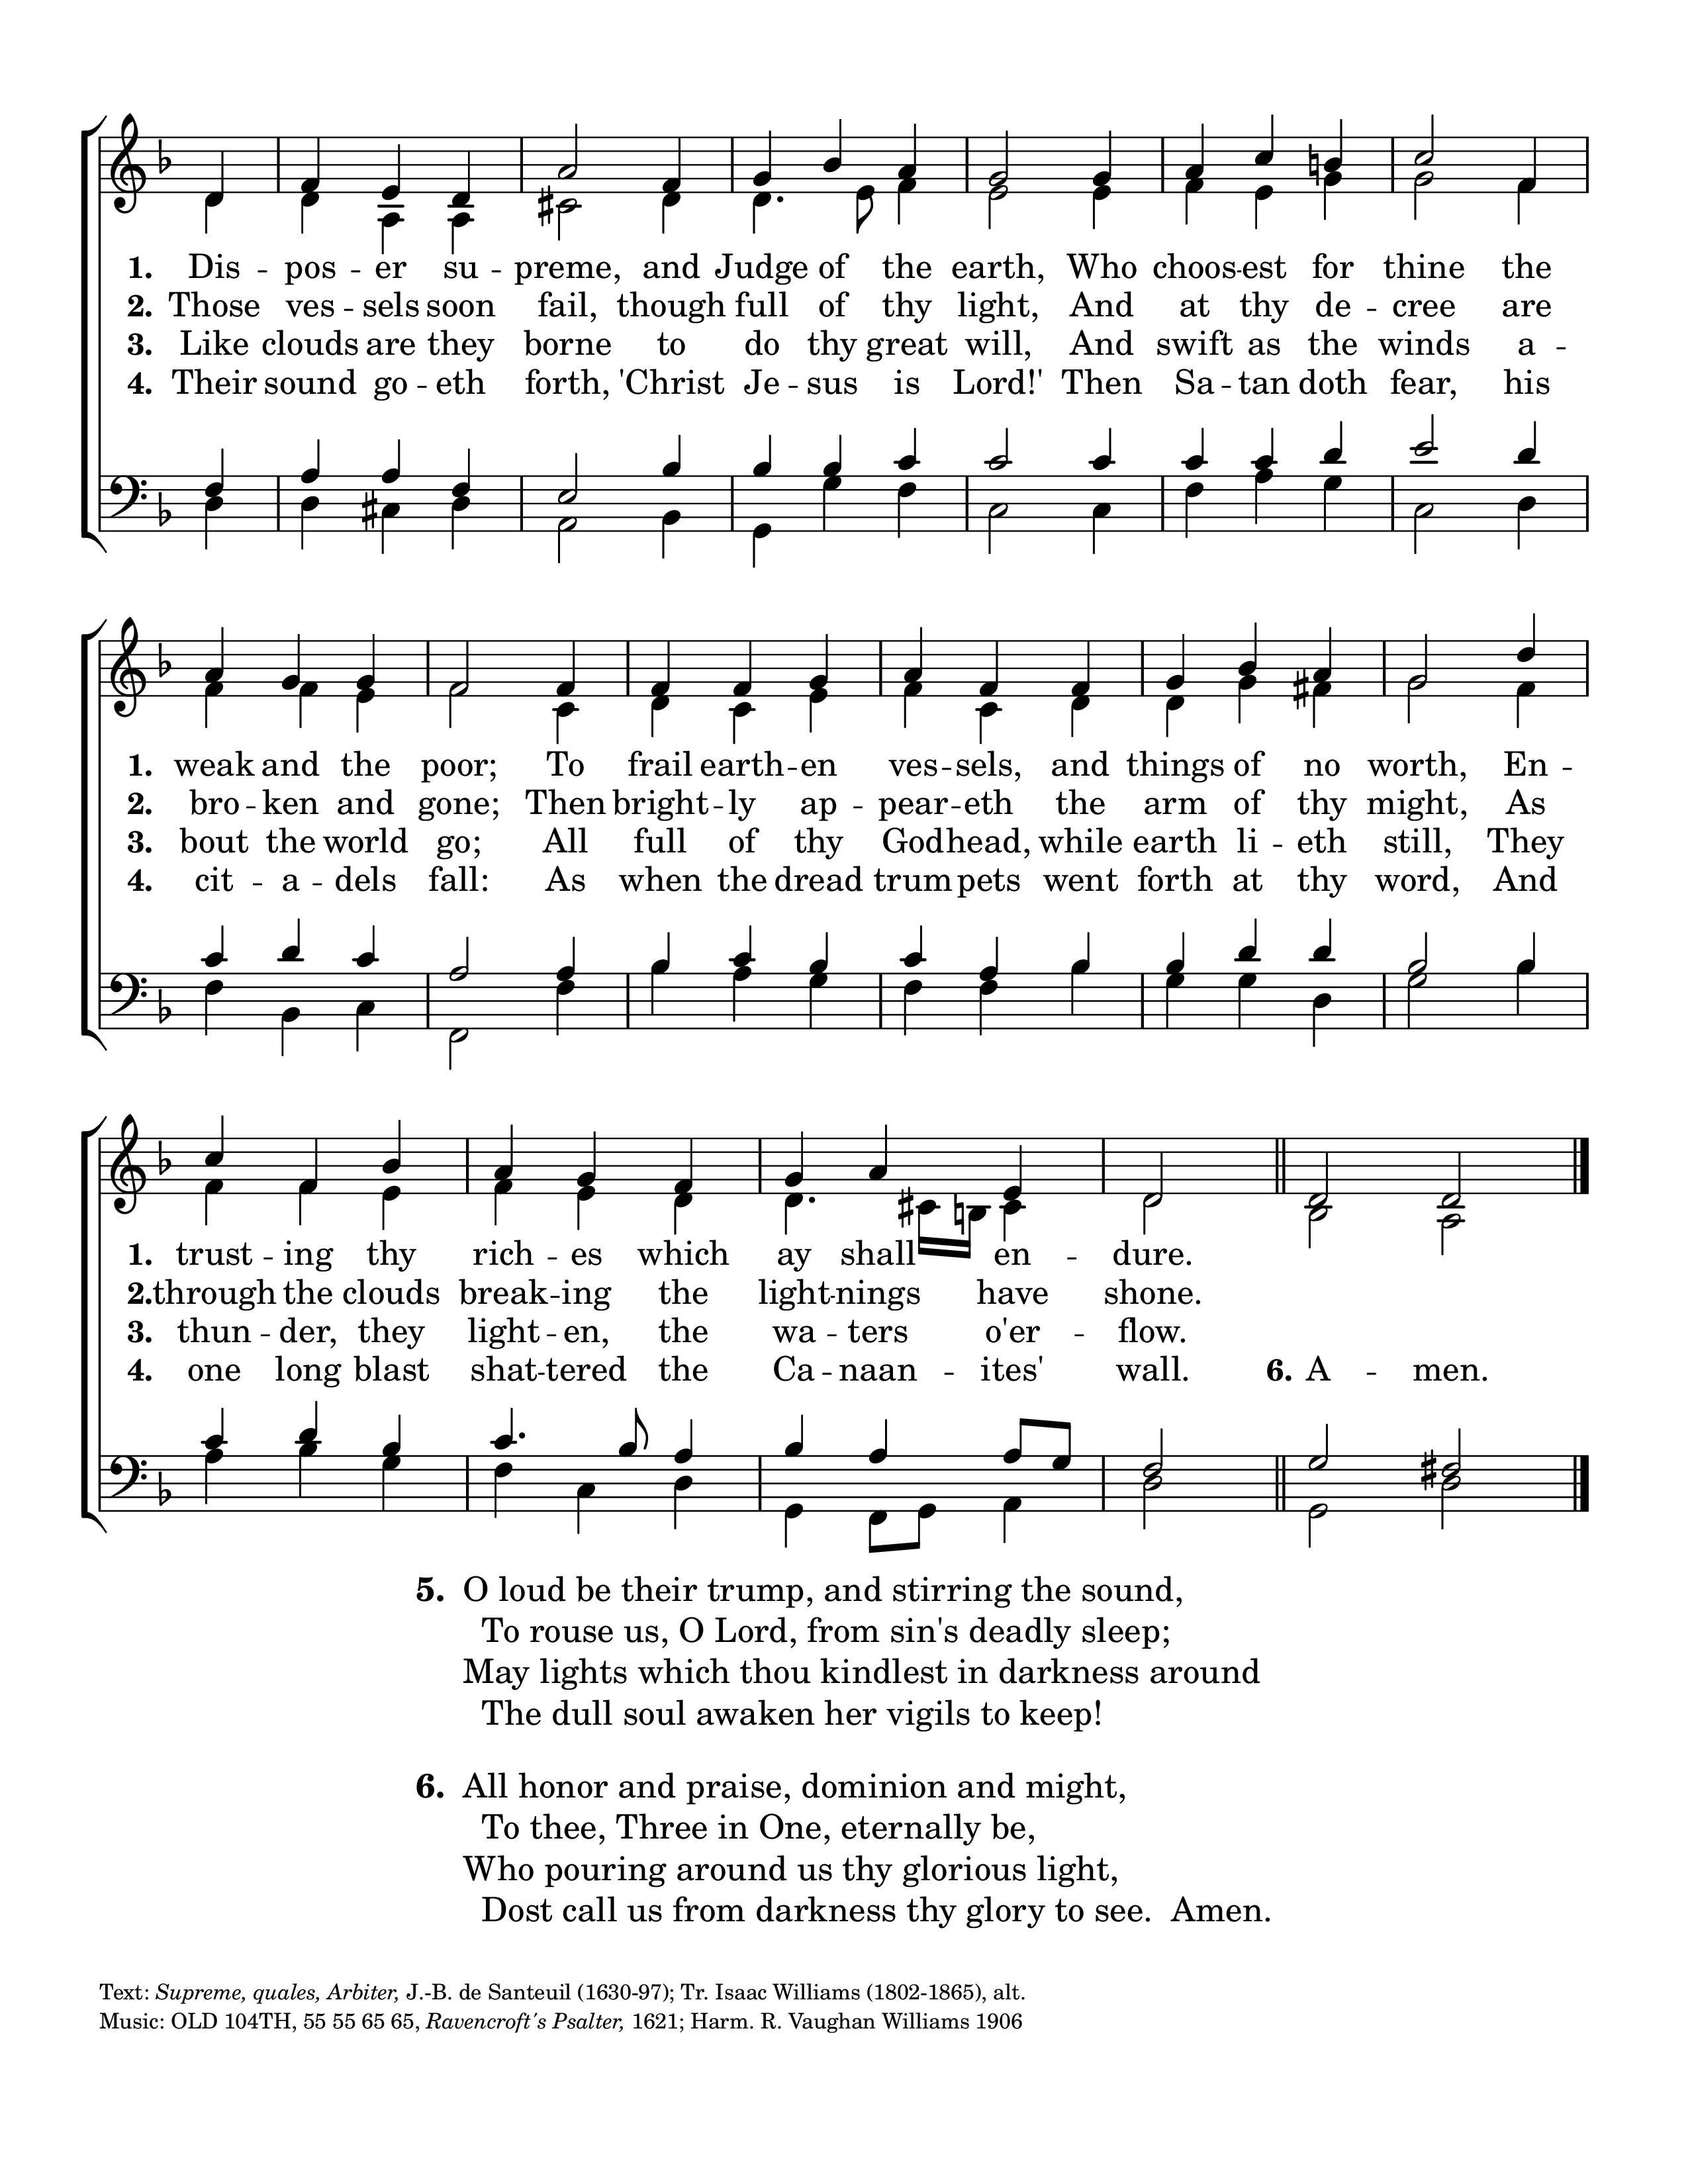 1. Dis -- pos -- er su -- preme, and Judge of the earth, Who choos -- est for thine the
2. Those ves -- sels soon fail, though full of thy light, And at thy de -- cree are
3. Like clouds are they borne to do thy great will, And swift as the winds a --
4. Their sound go -- eth forth, 'Christ Je -- sus is Lord!' Then Sa -- tan doth fear, his
1. weak and the poor; To frail earth -- en ves -- sels, and things of no worth, En --
2. bro -- ken and gone; Then bright -- ly ap -- pear -- eth the arm of thy might, As
3. bout the world go; All full of thy Godhead, while earth li -- eth still, They
4. cit -- a -- dels fall: As when the dread trumpets went forth at thy word, And
1. trust -- ing thy rich -- es which ay shall en -- dure.
2. through the clouds break -- ing the light -- nings have shone.
3. thun -- der, they light -- en, the wa -- ters o'er -- flow.
4. one long blast shat -- tered the Ca -- naan -- ites' wall. 6. A -- men.
5. O loud be their trump, and stirring the sound,
To rouse us, O Lord, from sin's deadly sleep;
May lights which thou kindlest in darkness around
The dull soul awaken her vigils to keep!
6. All honor and praise, dominion and might,
To thee, Three in One, eternally be,
Who pouring around us thy glorious light,
Dost call us from darkness thy glory to see. Amen.
Text: Supreme, quales, Arbiter, J.-B. de Santeuil (1630-97); Tr. Isaac Williams (1802-1865), alt.
Music: OLD 104TH, 55 55 65 65, Ravencroft's Psalter, 1621; Harm. R. Vaughan Williams 1906